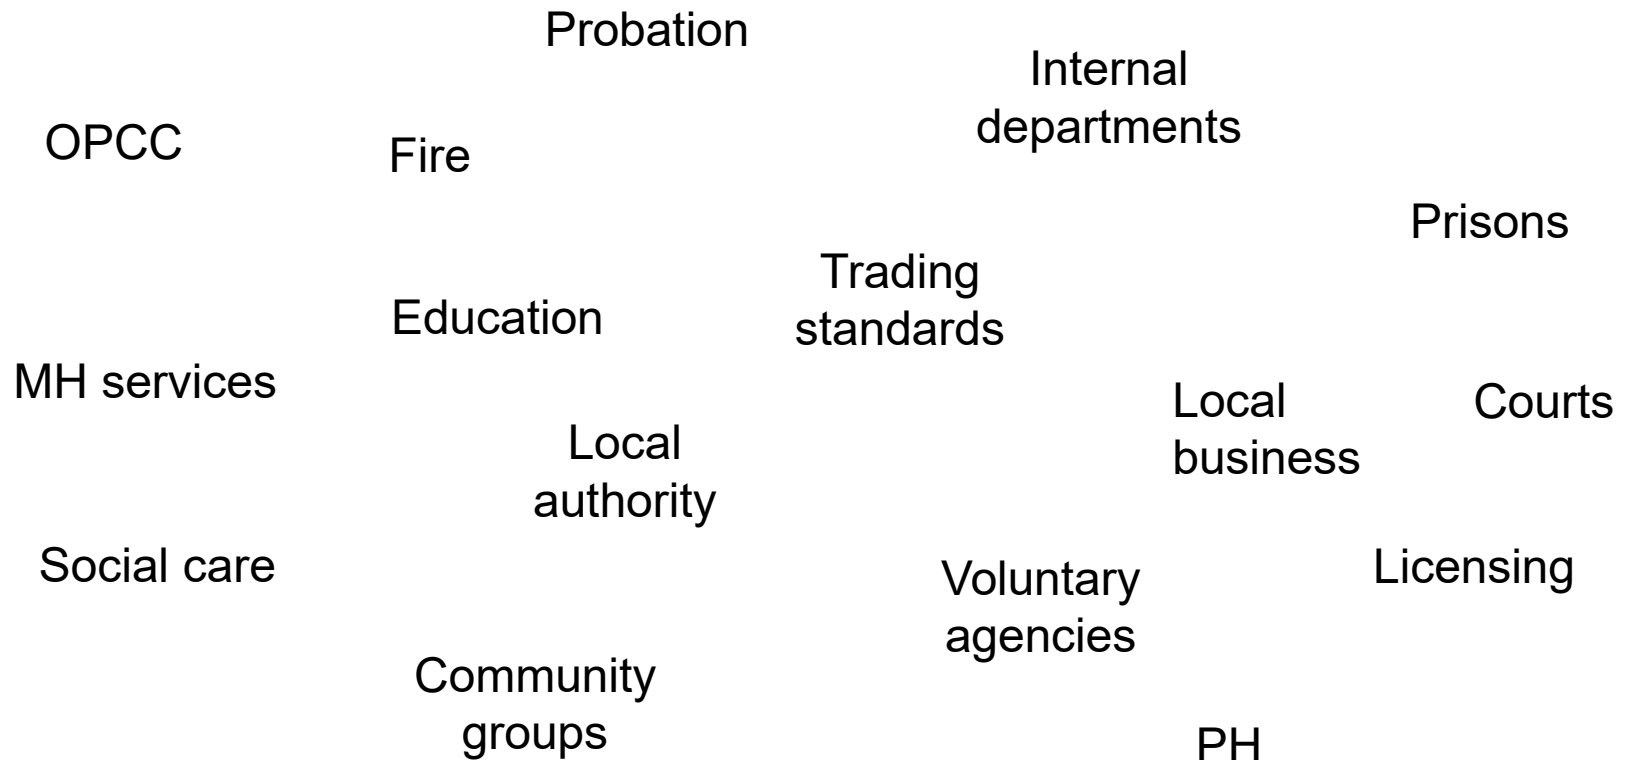 Probation
Internal
departments
OPCC
Fire
Prisons
Trading
standards
Education
MH services
Local
business
Courts
Local
authority
Social care
Voluntary
agencies
Licensing
Community
groups
PH